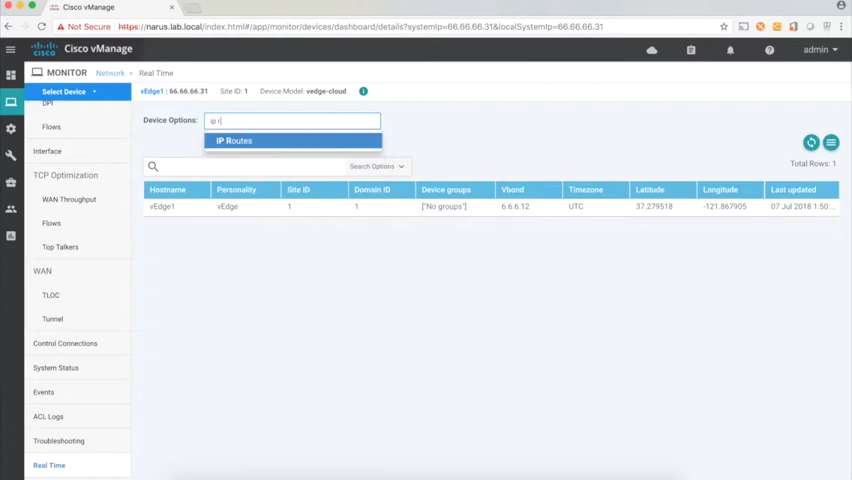 Cisco vManage
Not Secure https://narus.lab.local/index.html#/app/monitor/devices/dashboard/details?systemIp=66.66.66.31&localSystemIp=66.66.66.31
cisco Cisco vManage
admin
MONITOR Network > Real Time
Select Device
vEdge1 | 66.66.66.31 Site ID: 1 Device Model: vedge-cloud
DPI
Flows
Interface
TCP Optimization
WAN Throughput
Flows
Top Talkers
WAN
TLOC
Tunnel
Control Connections
System Status
Events
ACL Logs
Troubleshooting
Real Time
Device Options: ip r
IP Routes
Search Options
Total Rows: 1
Hostname Personality Site ID Domain ID Device groups Vbond Timezone Latitude Longitude Last updated
vEdge1 vEdge 1 1 ["No groups"] 6.6.6.12 UTC 37.279518 -121.867905 07 Jul 2018 1:50:...